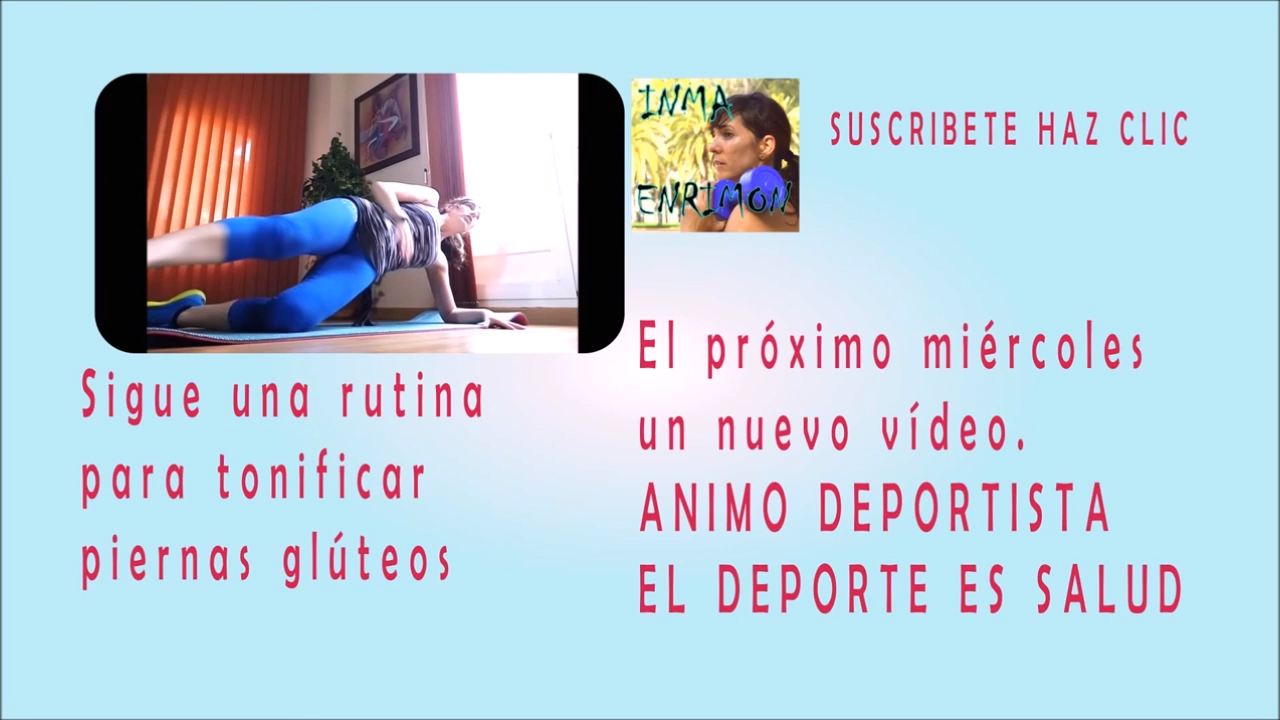 INMA
ENRIMON
SUSCRIBETE HAZ CLIC
Sigue una rutina
para tonificar
piernas glúteos
El próximo miércoles
un nuevo vídeo.
ANIMO DEPORTISTA
EL DEPORTE ES SALUD